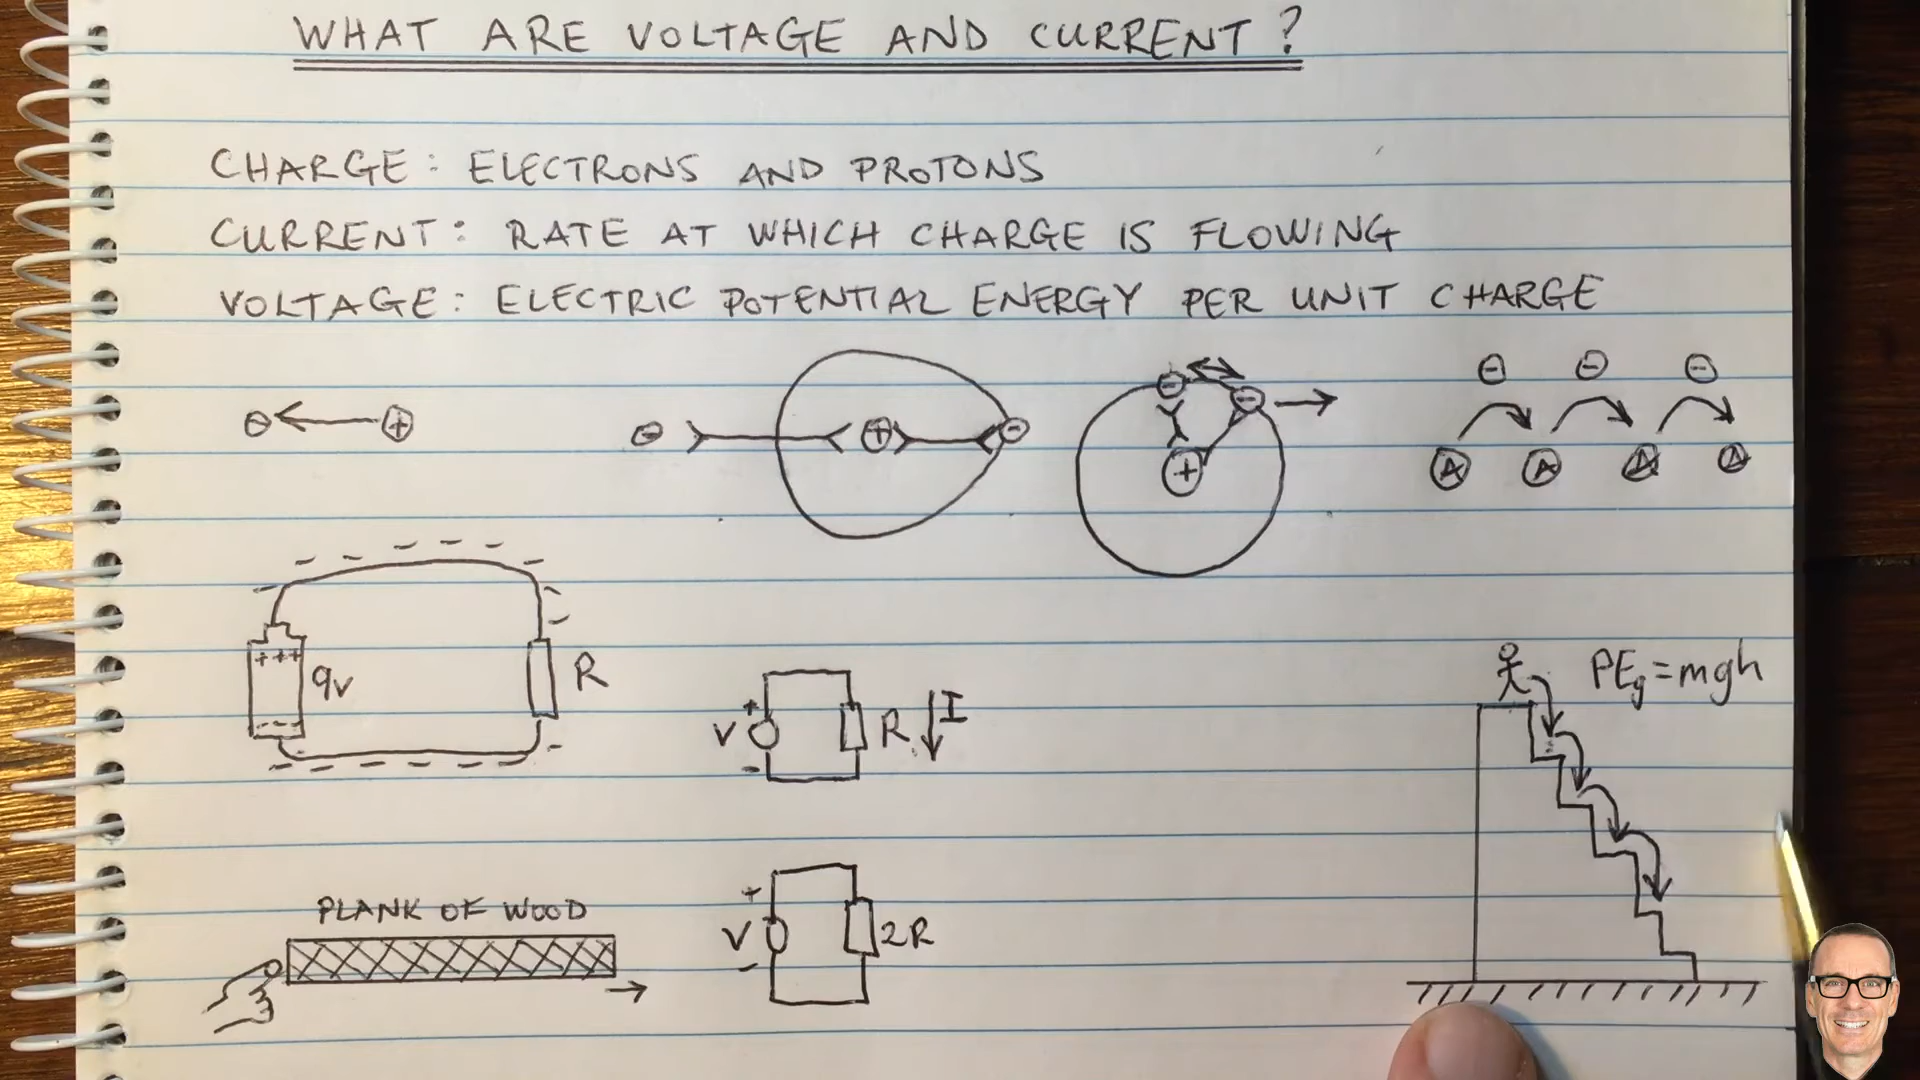 WHAT ARE VOLTAGE AND CURRENT?
CHARGE: ELECTRONS AND PROTONS
CURRENT: RATE AT WHICH CHARGE IS FLOWING
VOLTAGE: ELECTRIC POTENTIAL ENERGY PER UNIT CHARGE
A A A A
+++
9V
R
V
+
-
R
I
PEg=mgh
PLANK OF WOOD
V
+
-
2R